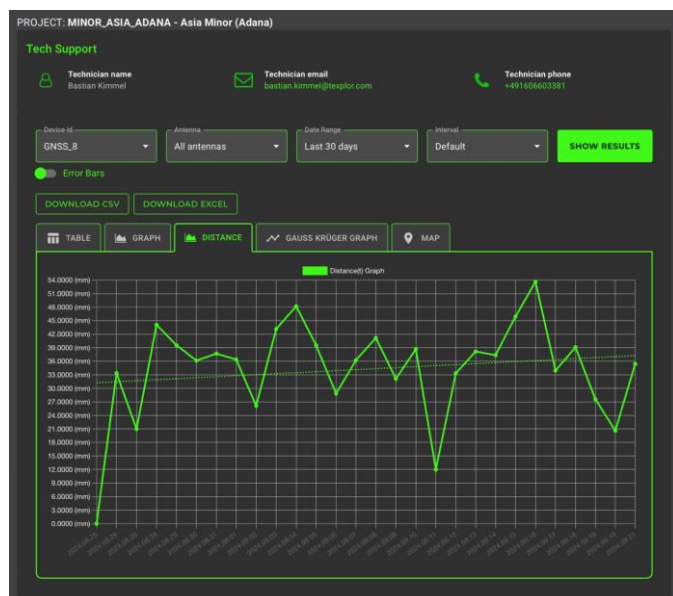 PROJECT: MINOR_ASIA_ADANA - Asia Minor (Adana)
Tech Support
Technician name
Bastian Kimmel
Technician email
bastian.kimmel@texplor.com
Technician phone
+491606603381
Device Id
GNSS_8
Antenna
All antennas
Date Range
Last 30 days
Interval
Default
SHOW RESULTS
Error Bars
DOWNLOAD CSV
DOWNLOAD EXCEL
TABLE
GRAPH
DISTANCE
GAUSS KRÜGER GRAPH
MAP
Distance(t) Graph
54.0000 (mm)
51.0000 (mm)
48.0000 (mm)
45.0000 (mm)
42.0000 (mm)
39.0000 (mm)
36.0000 (mm)
33.0000 (mm)
30.0000 (mm)
27.0000 (mm)
24.0000 (mm)
21.0000 (mm)
18.0000 (mm)
15.0000 (mm)
12.0000 (mm)
9.0000 (mm)
6.0000 (mm)
3.0000 (mm)
0.0000 (mm)